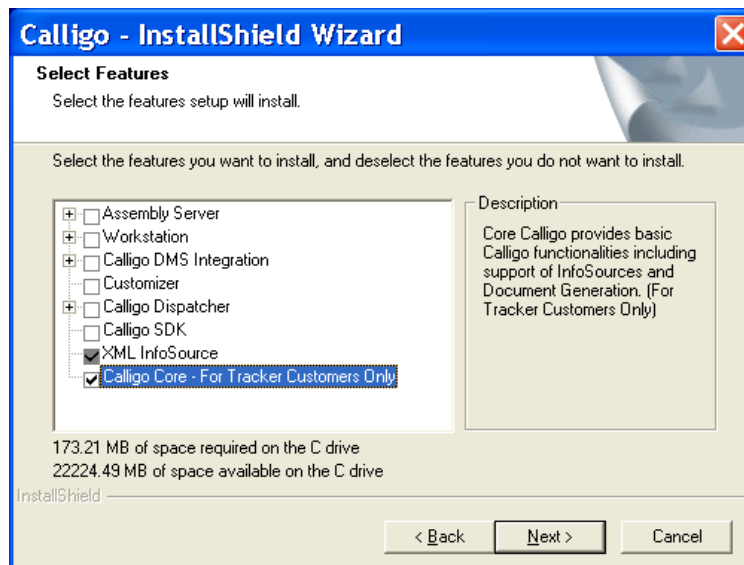 Calligo - InstallShield Wizard
Select Features
Select the features setup will install.
Select the features you want to install, and deselect the features you do not want to install.
Assembly Server
Workstation
Calligo DMS Integration
Customizer
Calligo Dispatcher
Calligo SDK
XML InfoSource
Calligo Core - For Tracker Customers Only
Description
Core Calligo provides basic
Calligo functionalities including
support of InfoSources and
Document Generation. (For
Tracker Customers Only)
173.21 MB of space required on the C drive
22224.49 MB of space available on the C drive
InstallShield
< Back
Next >
Cancel